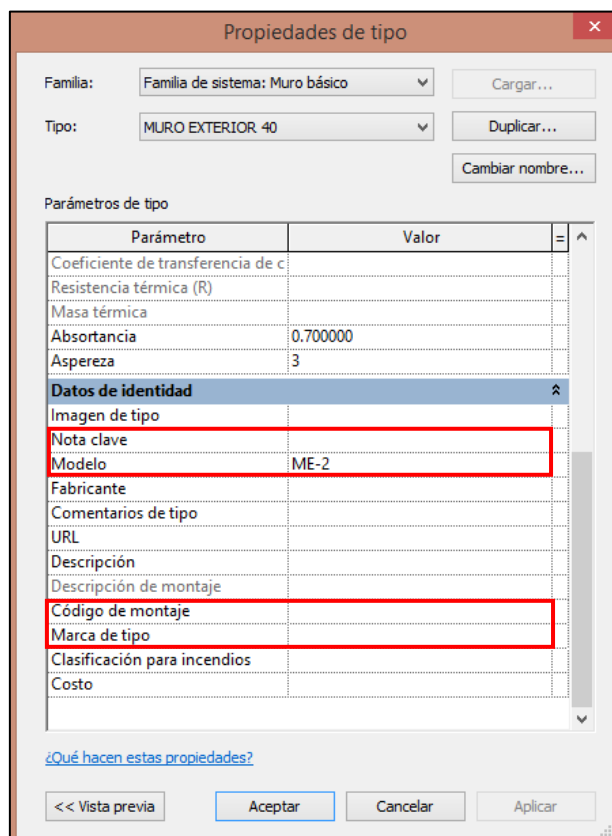 Propiedades de tipo
Familia: Familia de sistema: Muro básico Cargar...
Tipo: MURO EXTERIOR 40 Duplicar...
Cambiar nombre...
Parámetros de tipo
Parámetro Valor =
Coeficiente de transferencia de c
Resistencia térmica (R)
Masa térmica
Absortancia 0.700000
Aspereza 3
Datos de identidad
Imagen de tipo
Nota clave
Modelo ME-2
Fabricante
Comentarios de tipo
URL
Descripción
Descripción de montaje
Código de montaje
Marca de tipo
Clasificación para incendios
Costo
¿Qué hacen estas propiedades?
<< Vista previa Aceptar Cancelar Aplicar